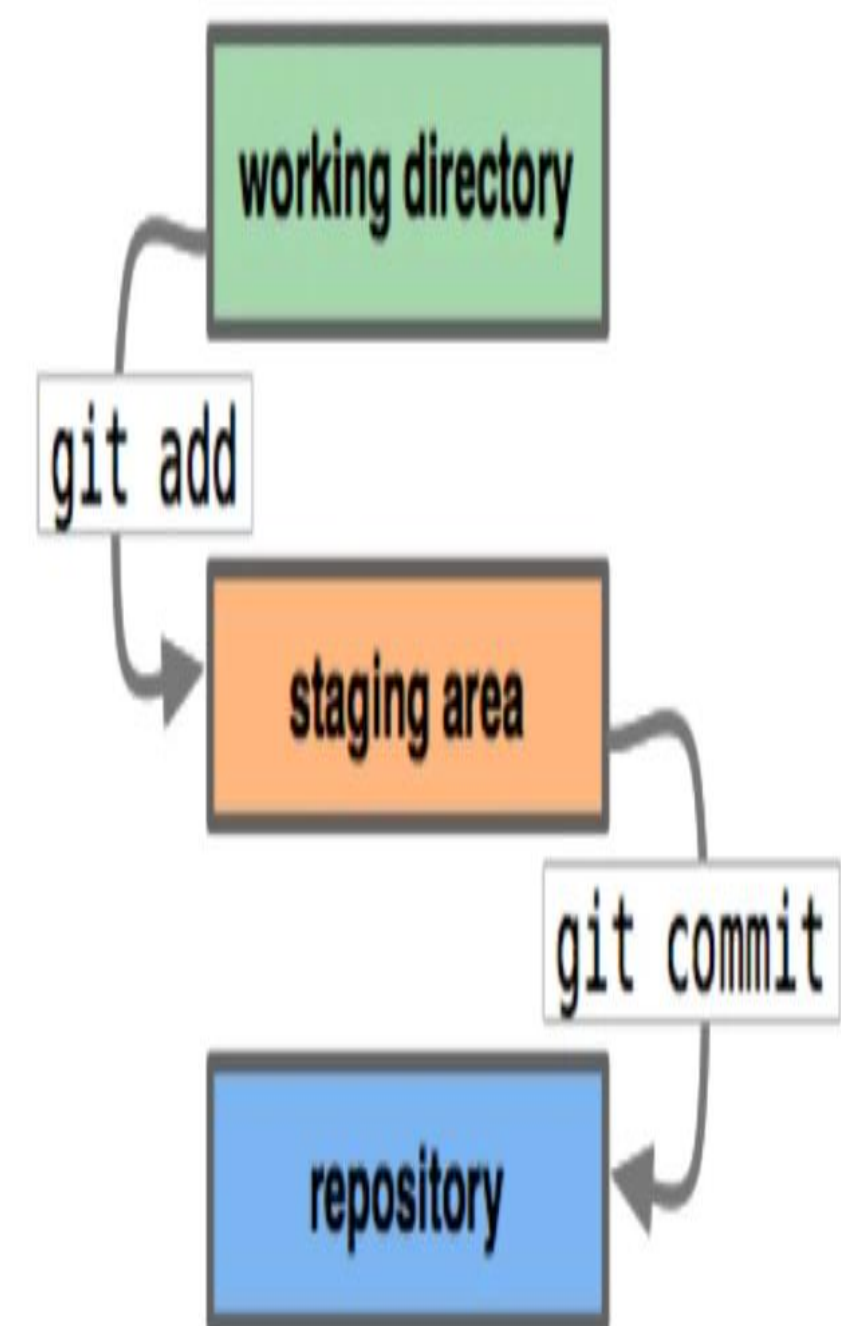 working directory
git add
staging area
git commit
repository